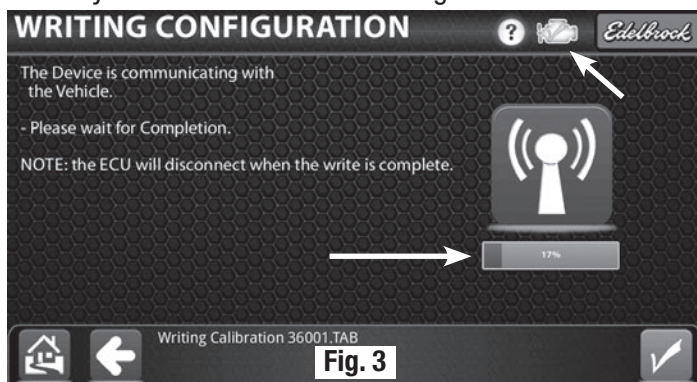 WRITING CONFIGURATION
?
Edelbrock
The Device is communicating with
the Vehicle.
- Please wait for Completion.
NOTE: the ECU will disconnect when the write is complete.
17%
Writing Calibration 36001.TAB
Fig. 3